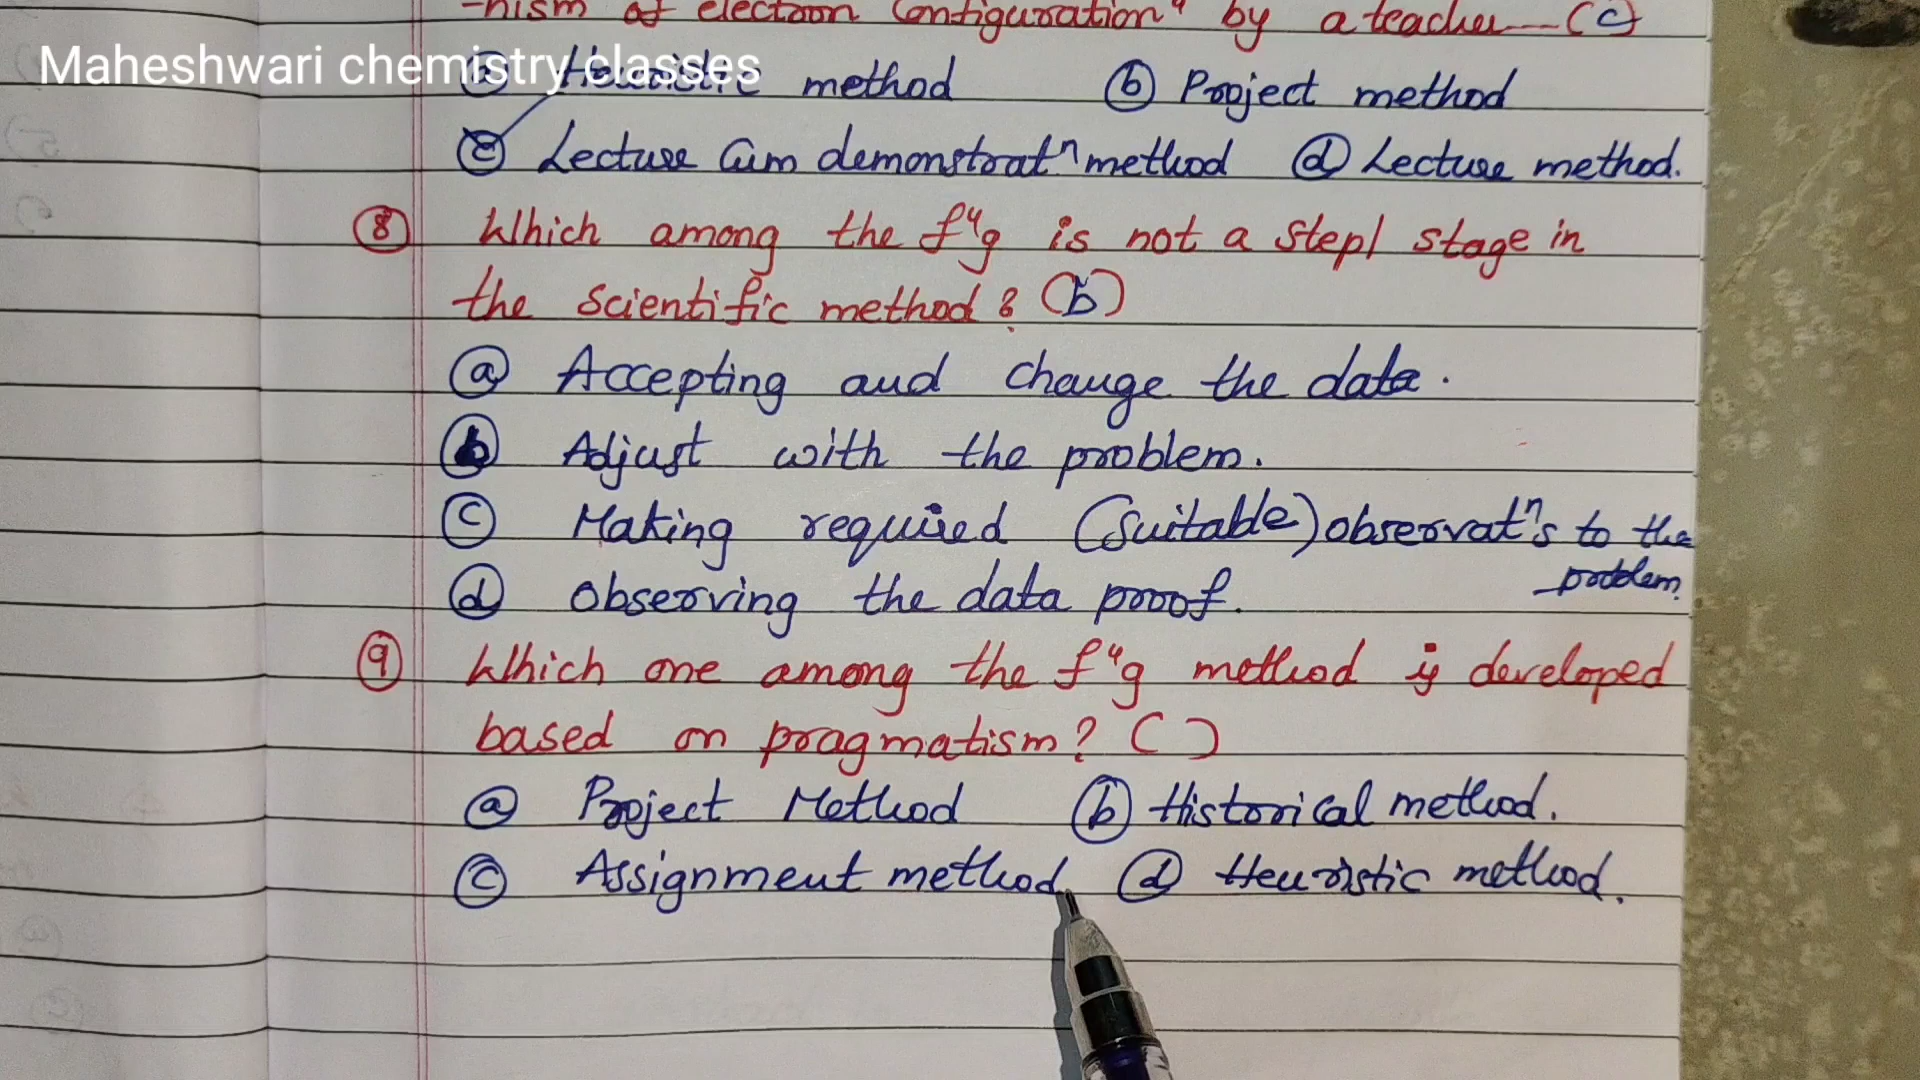 -nism of electron Configuration" by a teacher—(c)
Maheshwari chemistry classes
(a) Heuristic method (b) Project method
(c) Lecture Cum demonstratⁿ method (d) Lecture method.
(8) Which among the f"g is not a step/ stage in
the scientific method? (b)
(a) Accepting and change the data.
(b) Adjust with the problem.
(c) Making required (suitable) observatⁿs to the
problem.
(d) observing the data proof.
(9) Which one among the f"g method is developed
based on pragmatism? ( )
(a) Project Method (b) Historical method.
(c) Assignment method (d) Heuristic method.